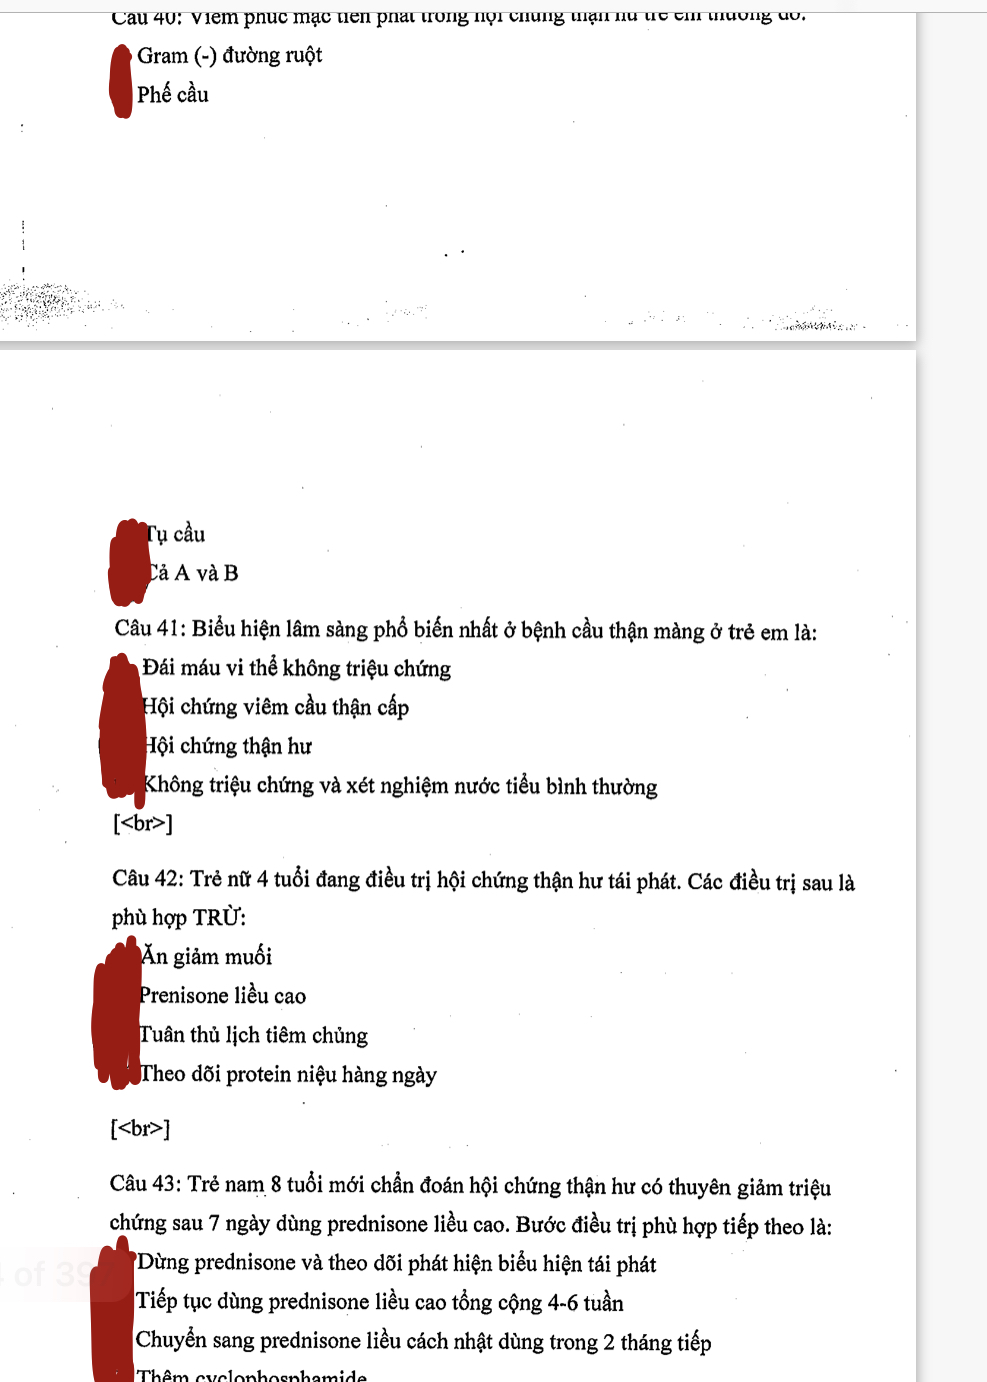 Câu 40: Viêm phúc mạc tiên phát trong hội chứng thận hư trẻ em thường do:
Gram (-) đường ruột
Phế cầu
Tụ cầu
Cả A và B
Câu 41: Biểu hiện lâm sàng phổ biến nhất ở bệnh cầu thận màng ở trẻ em là:
Đái máu vi thể không triệu chứng
Hội chứng viêm cầu thận cấp
Hội chứng thận hư
Không triệu chứng và xét nghiệm nước tiểu bình thường
[<br>]
Câu 42: Trẻ nữ 4 tuổi đang điều trị hội chứng thận hư tái phát. Các điều trị sau là
phù hợp TRỪ:
Ăn giảm muối
Prenisone liều cao
Tuân thủ lịch tiêm chủng
Theo dõi protein niệu hàng ngày
[<br>]
Câu 43: Trẻ nam 8 tuổi mới chẩn đoán hội chứng thận hư có thuyên giảm triệu
chứng sau 7 ngày dùng prednisone liều cao. Bước điều trị phù hợp tiếp theo là:
Dừng prednisone và theo dõi phát hiện biểu hiện tái phát
of 39
Tiếp tục dùng prednisone liều cao tổng cộng 4-6 tuần
Chuyển sang prednisone liều cách nhật dùng trong 2 tháng tiếp
Thêm cyclophosphamide